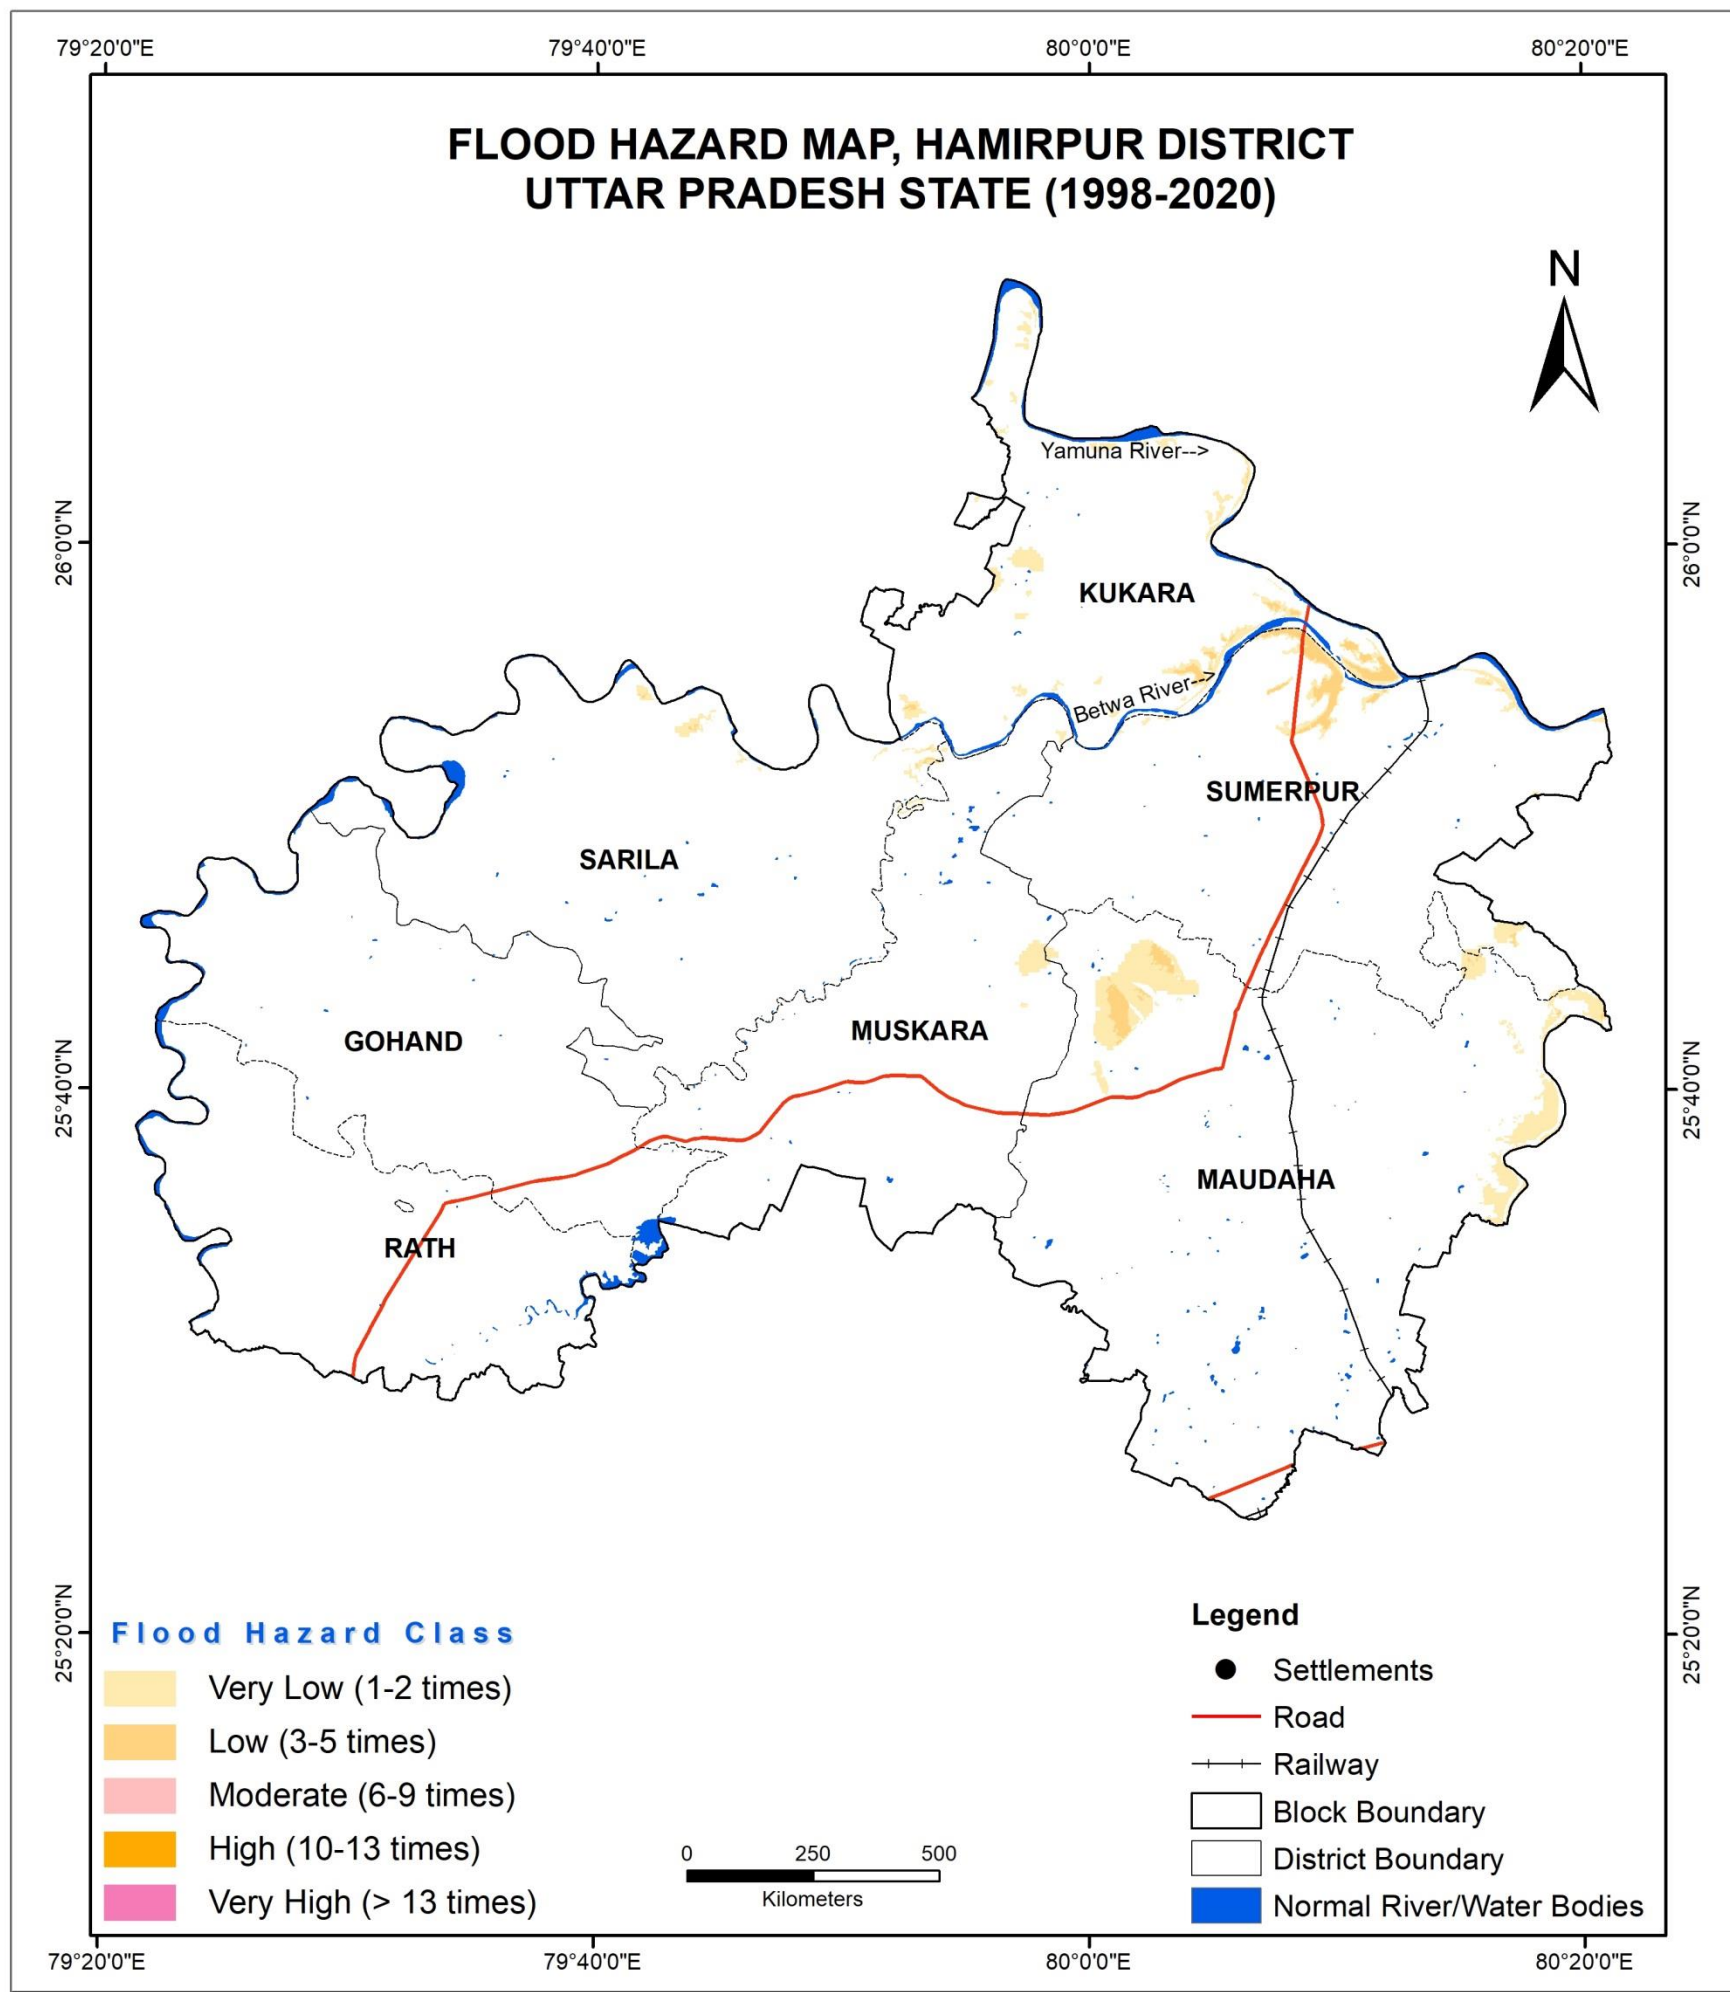 79°20'0"E 79°40'0"E 80°0'0"E 80°20'0"E
FLOOD HAZARD MAP, HAMIRPUR DISTRICT
UTTAR PRADESH STATE (1998-2020)
N
Yamuna River-->
26°0'0"N 26°0'0"N
KUKARA
Betwa River-->
SUMERPUR
SARILA
MUSKARA
GOHAND
25°40'0"N 25°40'0"N
MAUDAHA
RATH
25°20'0"N 25°20'0"N
Flood Hazard Class
Very Low (1-2 times)
Low (3-5 times)
Moderate (6-9 times)
High (10-13 times)
Very High (> 13 times)
0 250 500
Kilometers
Legend
Settlements
Road
Railway
Block Boundary
District Boundary
Normal River/Water Bodies
79°20'0"E 79°40'0"E 80°0'0"E 80°20'0"E